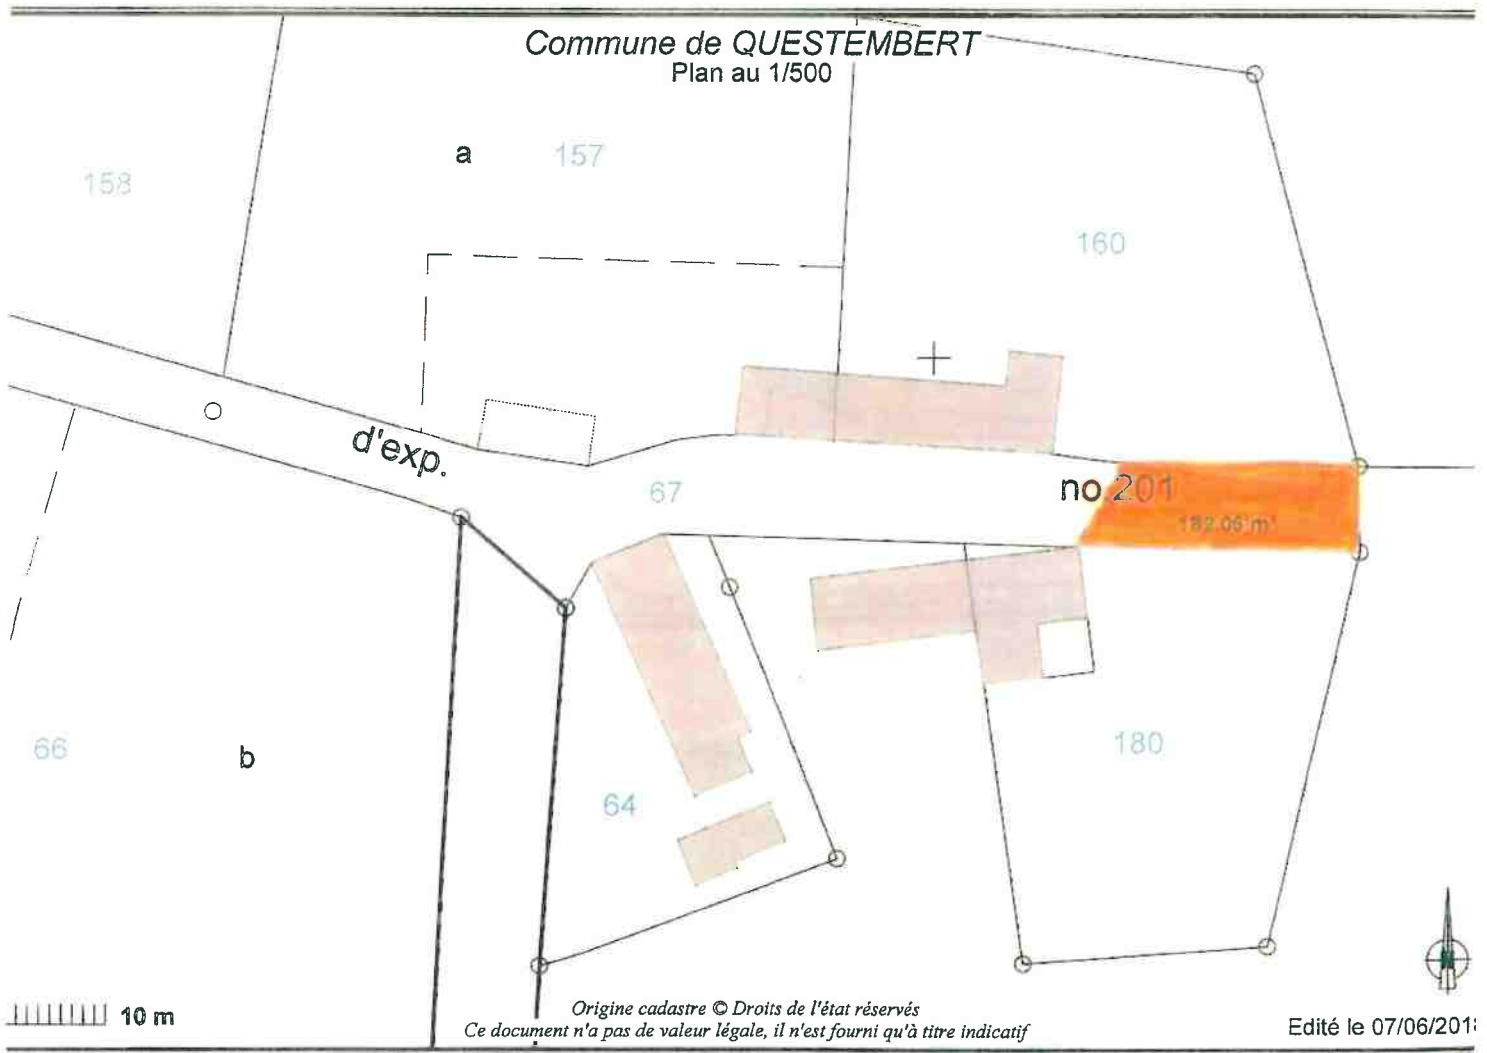 Commune de QUESTEMBERT
Plan au 1/500
158
a
157
160
d'exp.
67
no 201
182.06 m²
66
b
64
180
N
10 m
Origine cadastre © Droits de l'état réservés
Ce document n'a pas de valeur légale, il n'est fourni qu'à titre indicatif
Edité le 07/06/201